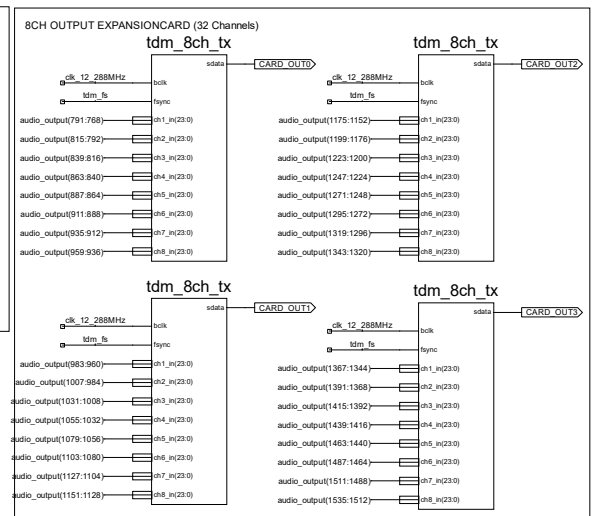 8CH OUTPUT EXPANSIONCARD (32 Channels)
tdm_8ch_tx
sdata
CARD_OUT0
clk_12_288MHz
bclk
tdm_fs
fsync
audio_output(791:768)
ch1_in(23:0)
audio_output(815:792)
ch2_in(23:0)
audio_output(839:816)
ch3_in(23:0)
audio_output(863:840)
ch4_in(23:0)
audio_output(887:864)
ch5_in(23:0)
audio_output(911:888)
ch6_in(23:0)
audio_output(935:912)
ch7_in(23:0)
audio_output(959:936)
ch8_in(23:0)
tdm_8ch_tx
sdata
CARD_OUT2
clk_12_288MHz
bclk
tdm_fs
fsync
audio_output(1175:1152)
ch1_in(23:0)
audio_output(1199:1176)
ch2_in(23:0)
audio_output(1223:1200)
ch3_in(23:0)
audio_output(1247:1224)
ch4_in(23:0)
audio_output(1271:1248)
ch5_in(23:0)
audio_output(1295:1272)
ch6_in(23:0)
audio_output(1319:1296)
ch7_in(23:0)
audio_output(1343:1320)
ch8_in(23:0)
tdm_8ch_tx
sdata
CARD_OUT1
clk_12_288MHz
bclk
tdm_fs
fsync
audio_output(983:960)
ch1_in(23:0)
audio_output(1007:984)
ch2_in(23:0)
audio_output(1031:1008)
ch3_in(23:0)
audio_output(1055:1032)
ch4_in(23:0)
audio_output(1079:1056)
ch5_in(23:0)
audio_output(1103:1080)
ch6_in(23:0)
audio_output(1127:1104)
ch7_in(23:0)
audio_output(1151:1128)
ch8_in(23:0)
tdm_8ch_tx
sdata
CARD_OUT3
clk_12_288MHz
bclk
tdm_fs
fsync
audio_output(1367:1344)
ch1_in(23:0)
audio_output(1391:1368)
ch2_in(23:0)
audio_output(1415:1392)
ch3_in(23:0)
audio_output(1439:1416)
ch4_in(23:0)
audio_output(1463:1440)
ch5_in(23:0)
audio_output(1487:1464)
ch6_in(23:0)
audio_output(1511:1488)
ch7_in(23:0)
audio_output(1535:1512)
ch8_in(23:0)